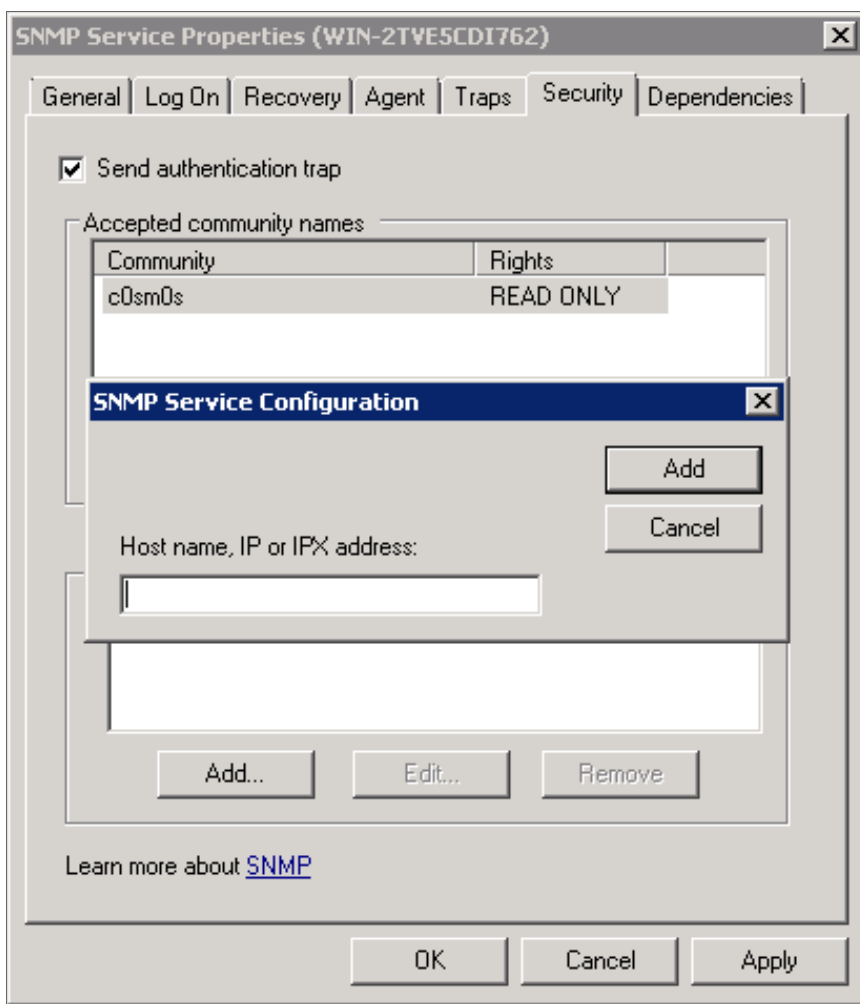 SNMP Service Properties (WIN-2TVE5CDI762)
General Log On Recovery Agent Traps Security Dependencies
Send authentication trap
Accepted community names
Community Rights
c0sm0s READ ONLY
SNMP Service Configuration
Add
Cancel
Host name, IP or IPX address:
Add... Edit... Remove
Learn more about SNMP
OK Cancel Apply